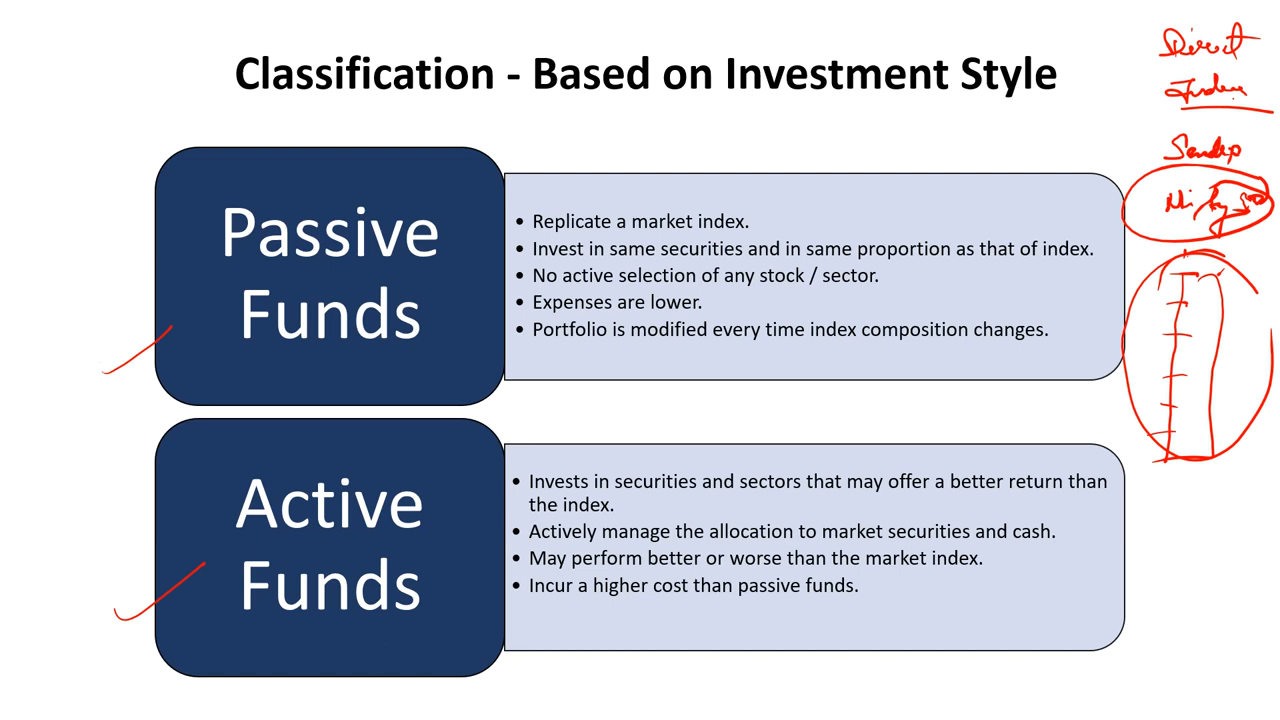 Classification - Based on Investment Style
Direct
Passive
Funds
• Replicate a market index.
• Invest in same securities and in same proportion as that of index.
• No active selection of any stock / sector.
• Expenses are lower.
• Portfolio is modified every time index composition changes.
Active
Funds
• Invests in securities and sectors that may offer a better return than
the index.
• Actively manage the allocation to market securities and cash.
• May perform better or worse than the market index.
• Incur a higher cost than passive funds.